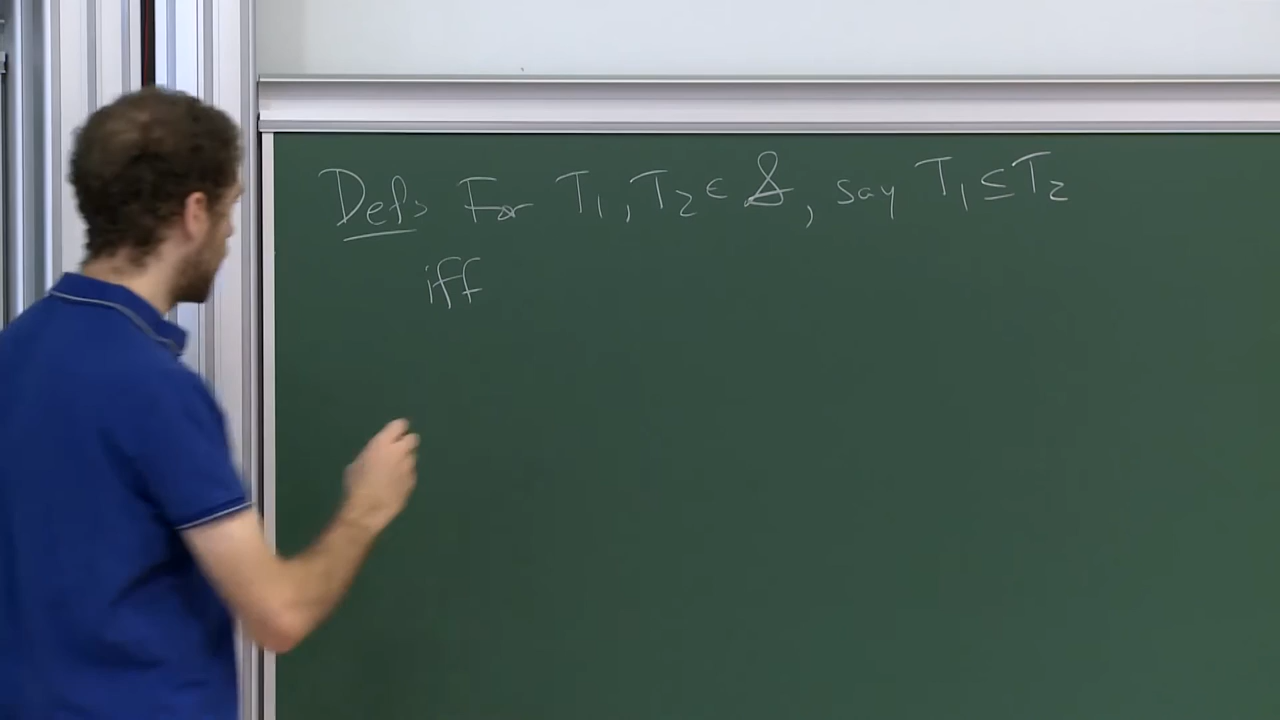 Def: For T₁, T₂ ∈ 𝕊, say T₁ ≤ T₂
iff